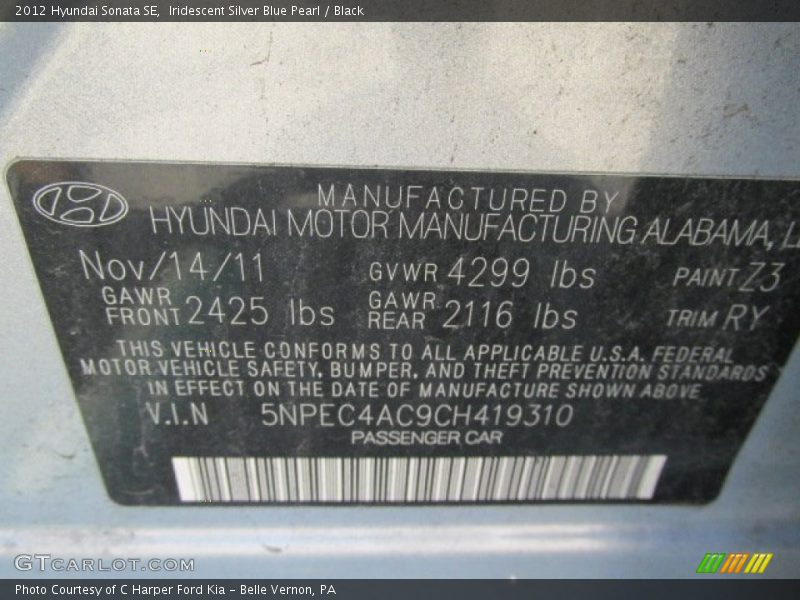 2012 Hyundai Sonata SE,  Iridescent Silver Blue Pearl / Black
MANUFACTURED BY
HYUNDAI MOTOR MANUFACTURING ALABAMA, L
Nov/14/11 GVWR 4299 lbs PAINT Z3
GAWR FRONT 2425 lbs GAWR REAR 2116 lbs TRIM RY
THIS VEHICLE CONFORMS TO ALL APPLICABLE U.S.A. FEDERAL
MOTOR VEHICLE SAFETY, BUMPER, AND THEFT PREVENTION STANDARDS
IN EFFECT ON THE DATE OF MANUFACTURE SHOWN ABOVE
V.I.N 5NPEC4AC9CH419310
PASSENGER CAR
GTCARLOT.COM
Photo Courtesy of C Harper Ford Kia - Belle Vernon, PA